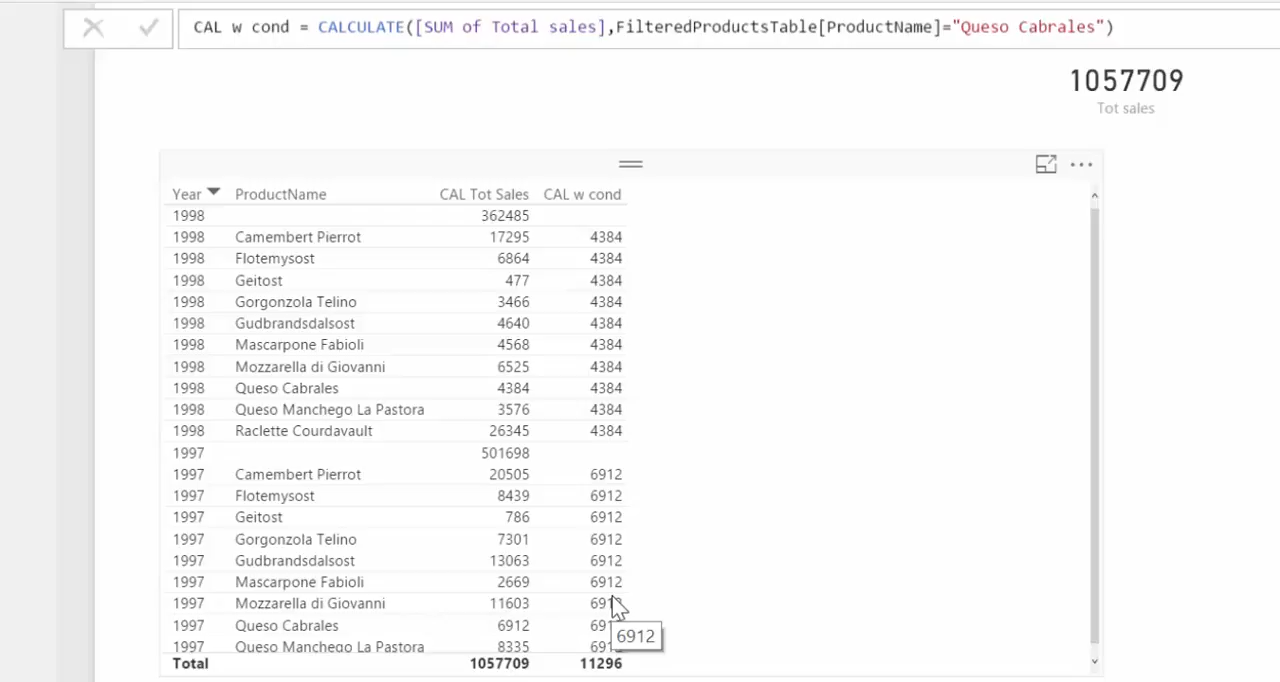 CAL w cond = CALCULATE([SUM of Total sales],FilteredProductsTable[ProductName]="Queso Cabrales")
1057709
Tot sales
Year ProductName CAL Tot Sales CAL w cond
1998 362485
1998 Camembert Pierrot 17295 4384
1998 Flotemysost 6864 4384
1998 Geitost 477 4384
1998 Gorgonzola Telino 3466 4384
1998 Gudbrandsdalsost 4640 4384
1998 Mascarpone Fabioli 4568 4384
1998 Mozzarella di Giovanni 6525 4384
1998 Queso Cabrales 4384 4384
1998 Queso Manchego La Pastora 3576 4384
1998 Raclette Courdavault 26345 4384
1997 501698
1997 Camembert Pierrot 20505 6912
1997 Flotemysost 8439 6912
1997 Geitost 786 6912
1997 Gorgonzola Telino 7301 6912
1997 Gudbrandsdalsost 13063 6912
1997 Mascarpone Fabioli 2669 6912
1997 Mozzarella di Giovanni 11603
1997 Queso Cabrales 6912
6912
1997 Queso Manchego La Pastora 8335
Total 1057709 11296